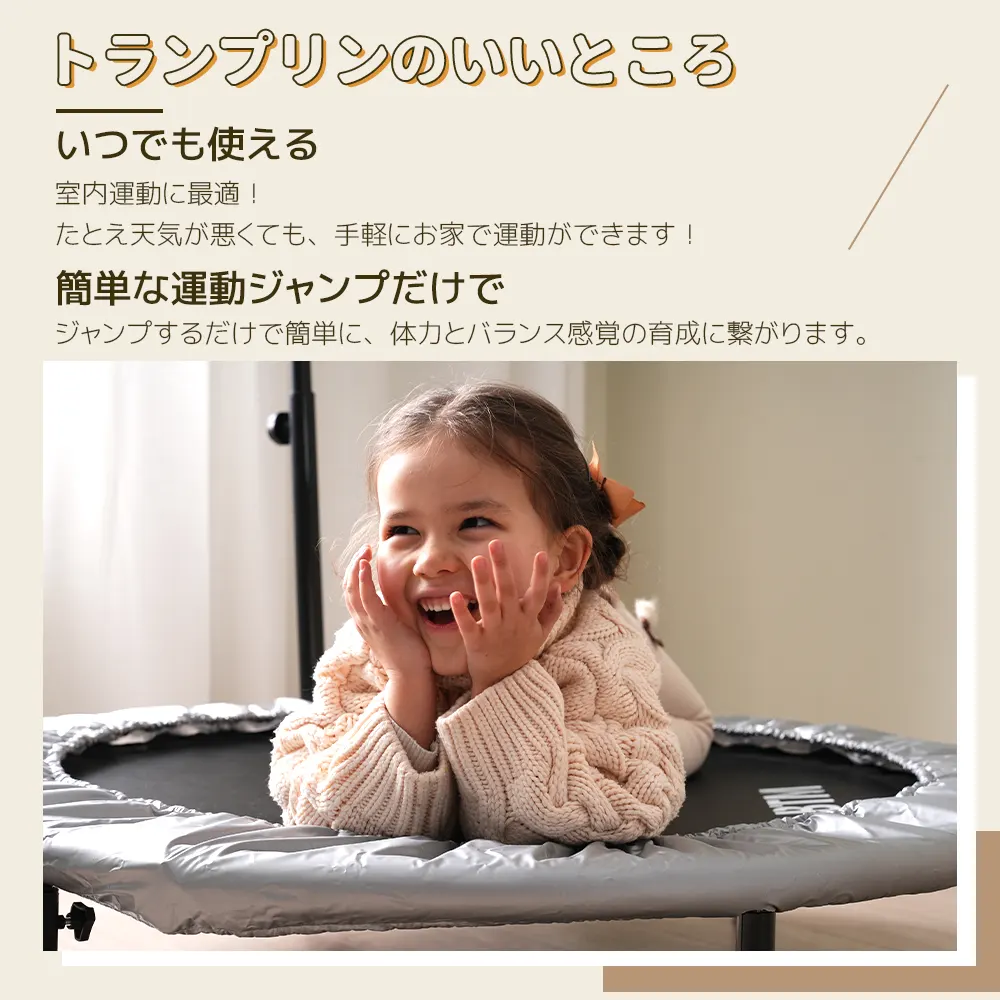 トランプリンのいいところ
いつでも使える
室内運動に最適！
たとえ天気が悪くても、手軽にお家で運動ができます！
簡単な運動ジャンプだけで
ジャンプするだけで簡単に、体力とバランス感覚の育成に繋がります。